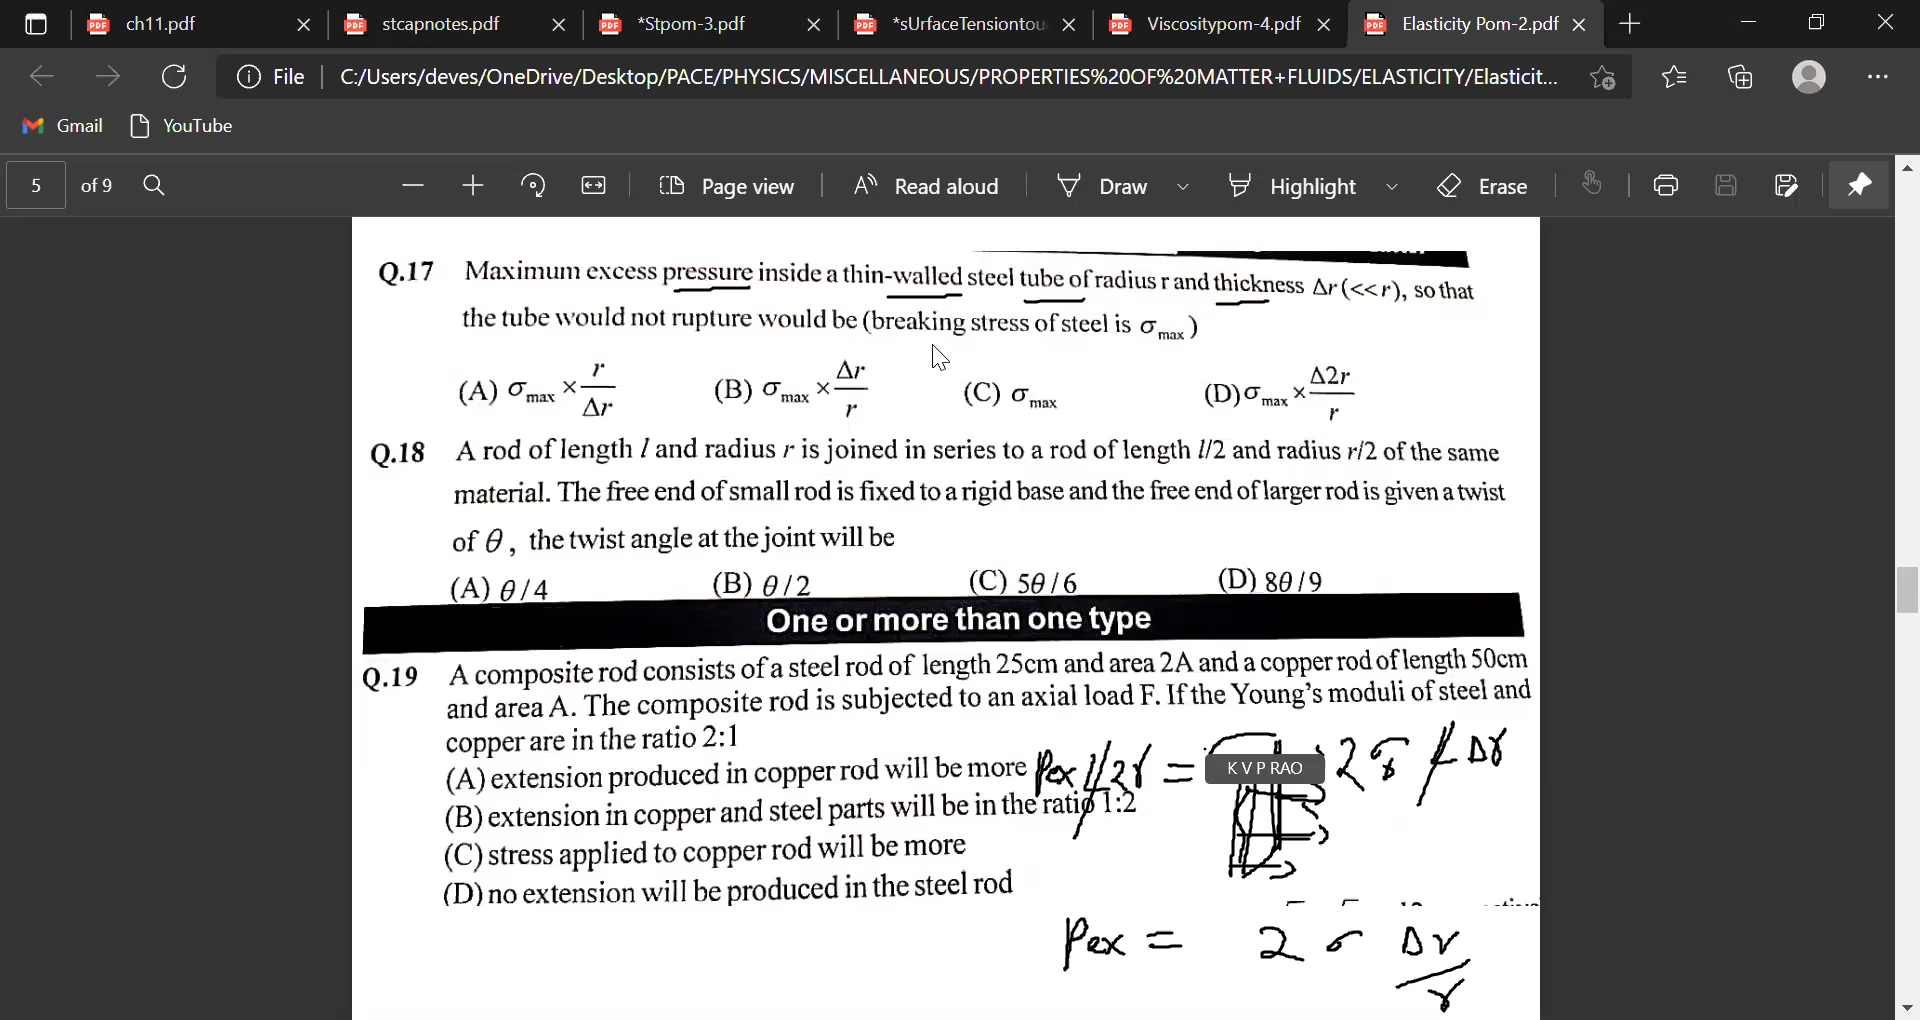 ch11.pdf
stcapnotes.pdf
*Stpom-3.pdf
*sUrfaceTensiontou
Viscositypom-4.pdf
Elasticity Pom-2.pdf
File
C:/Users/deves/OneDrive/Desktop/PACE/PHYSICS/MISCELLANEOUS/PROPERTIES%20OF%20MATTER+FLUIDS/ELASTICITY/Elasticit...
Gmail
YouTube
5 of 9
Page view
Read aloud
Draw
Highlight
Erase
Q.17 Maximum excess pressure inside a thin-walled steel tube of radius r and thickness Δr(<<r), so that
the tube would not rupture would be (breaking stress of steel is σmax)
(A) σmax × r/Δr (B) σmax × Δr/r (C) σmax (D) σmax × Δ2r/r
Q.18 A rod of length l and radius r is joined in series to a rod of length l/2 and radius r/2 of the same
material. The free end of small rod is fixed to a rigid base and the free end of larger rod is given a twist
of θ, the twist angle at the joint will be
(A) θ/4 (B) θ/2 (C) 5θ/6 (D) 8θ/9
One or more than one type
Q.19 A composite rod consists of a steel rod of length 25cm and area 2A and a copper rod of length 50cm
and area A. The composite rod is subjected to an axial load F. If the Young's moduli of steel and
copper are in the ratio 2:1
(A) extension produced in copper rod will be more
(B) extension in copper and steel parts will be in the ratio 1:2
(C) stress applied to copper rod will be more
(D) no extension will be produced in the steel rod
Pex l 2r = 2 σ l Δr
K V P RAO
Pex = 2 σ Δr/r